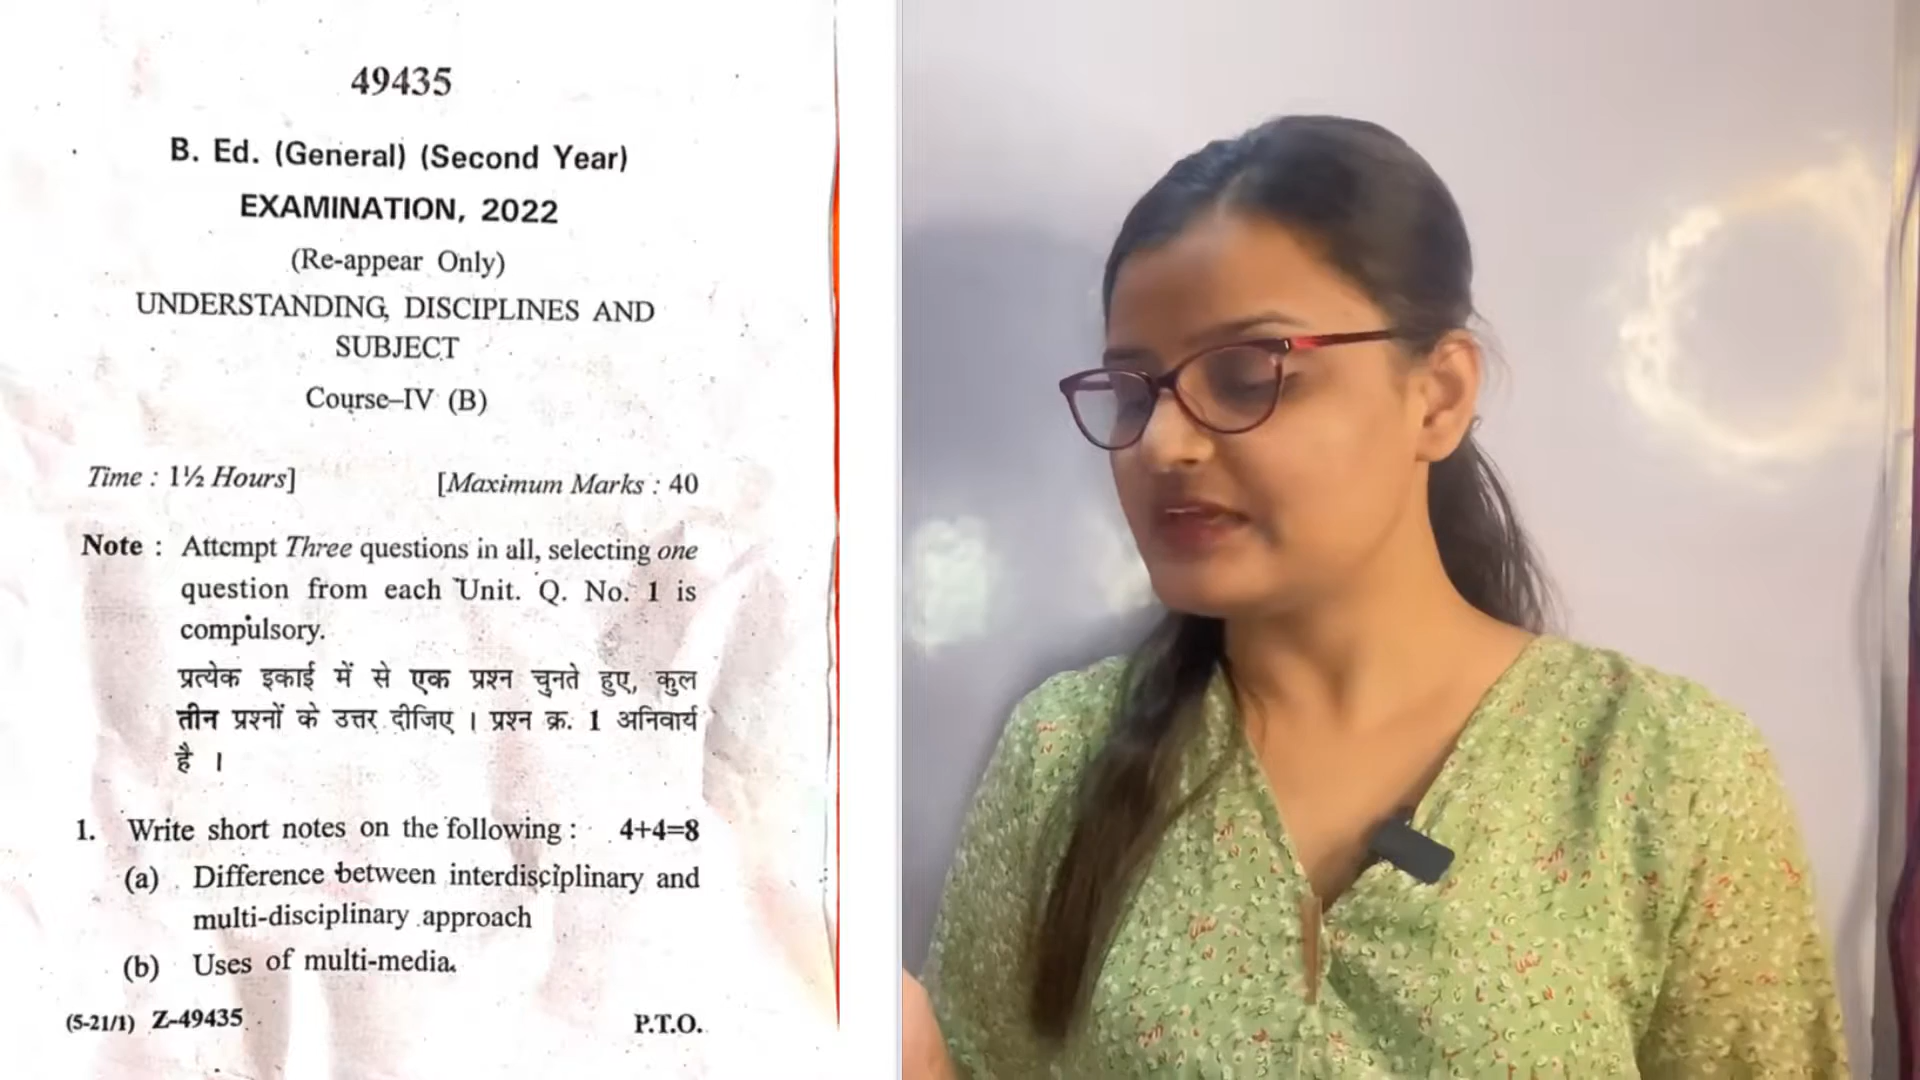 49435
B. Ed. (General) (Second Year)
EXAMINATION, 2022
(Re-appear Only)
UNDERSTANDING, DISCIPLINES AND
SUBJECT
Course–IV (B)
Time : 1½ Hours] [Maximum Marks : 40
Note : Attempt Three questions in all, selecting one
question from each Unit. Q. No. 1 is
compulsory.
प्रत्येक इकाई में से एक प्रश्न चुनते हुए, कुल
तीन प्रश्नों के उत्तर दीजिए । प्रश्न क्र. 1 अनिवार्य
है ।
1. Write short notes on the following : 4+4=8
(a) Difference between interdisciplinary and
multi-disciplinary approach
(b) Uses of multi-media.
(5-21/1) Z-49435 P.T.O.